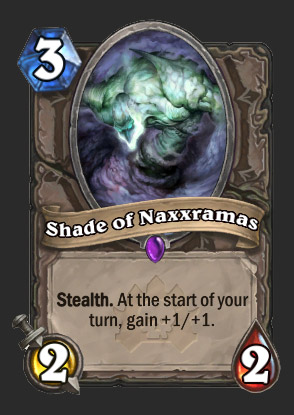 3
Shade of Naxxramas
Stealth. At the start of your
turn, gain +1/+1.
2
2